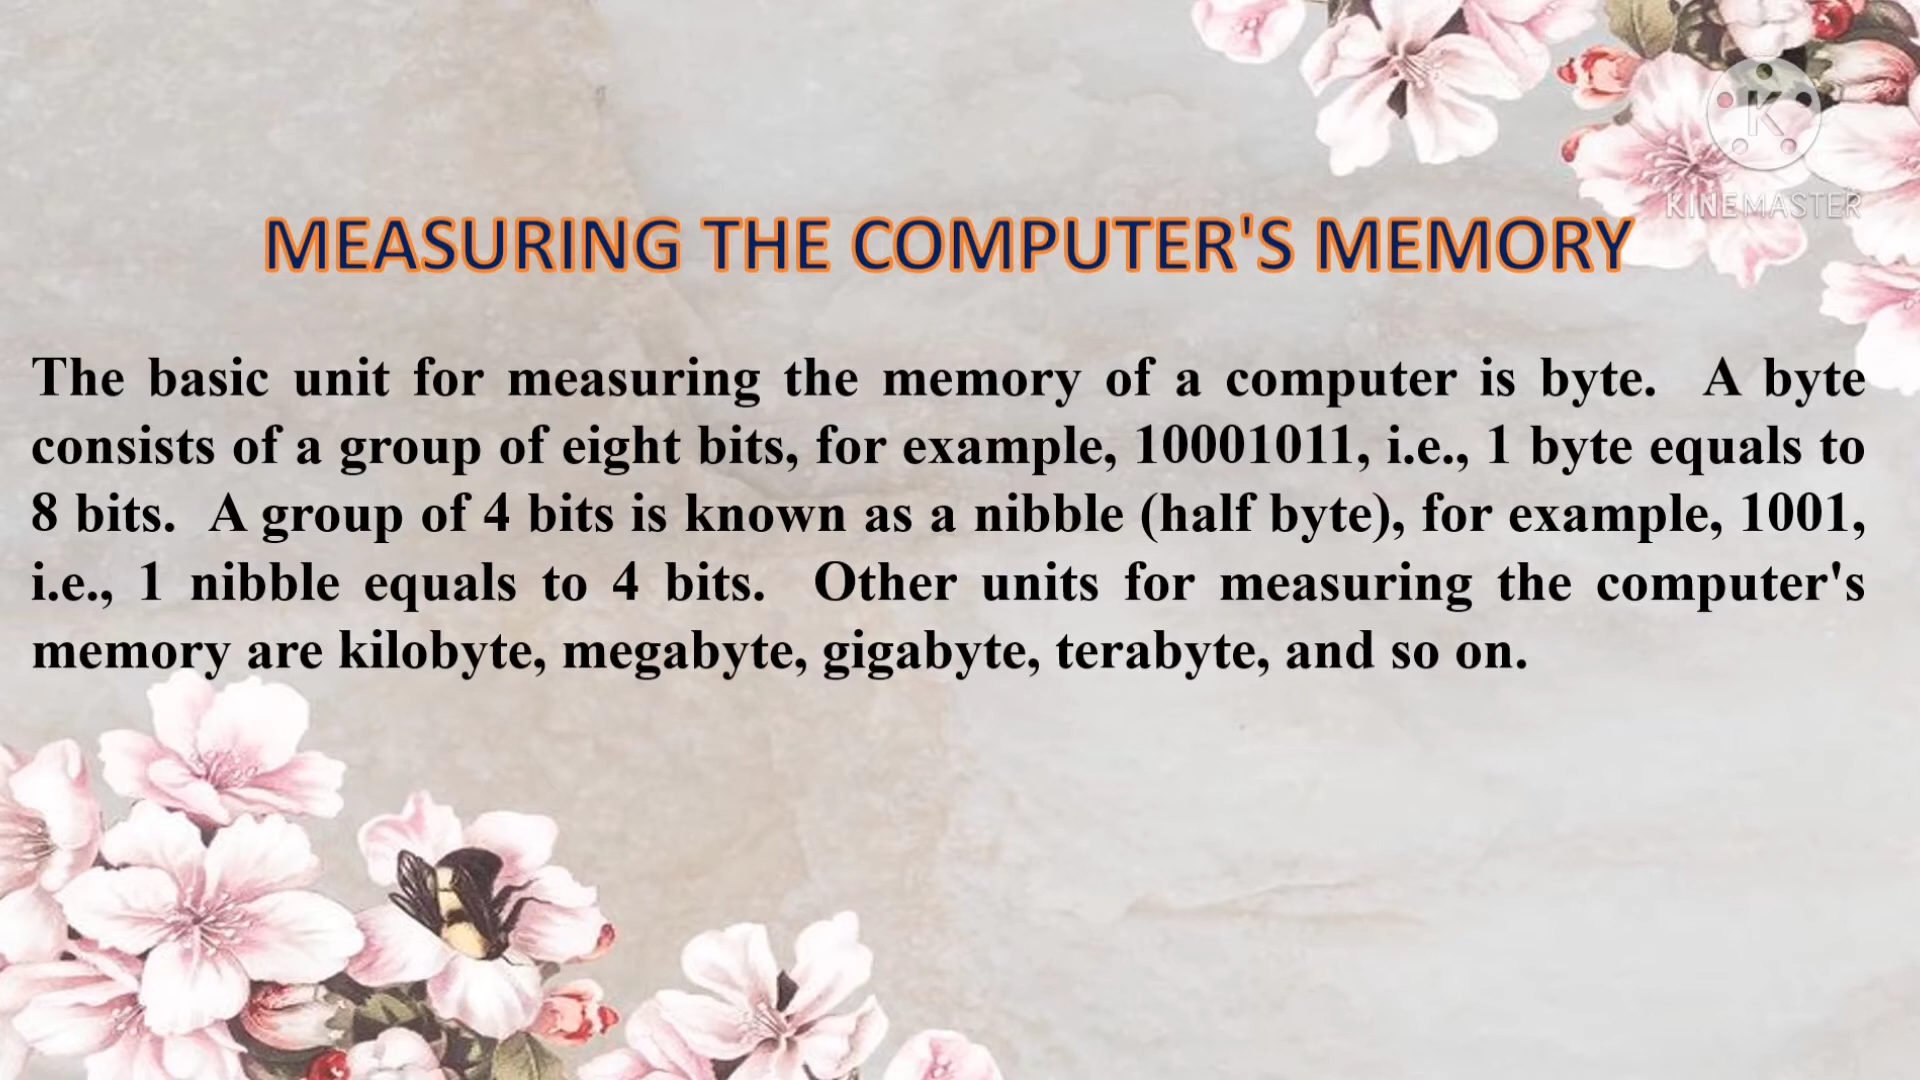 K
KINEMASTER
MEASURING THE COMPUTER'S MEMORY
The basic unit for measuring the memory of a computer is byte. A byte
consists of a group of eight bits, for example, 10001011, i.e., 1 byte equals to
8 bits. A group of 4 bits is known as a nibble (half byte), for example, 1001,
i.e., 1 nibble equals to 4 bits. Other units for measuring the computer's
memory are kilobyte, megabyte, gigabyte, terabyte, and so on.